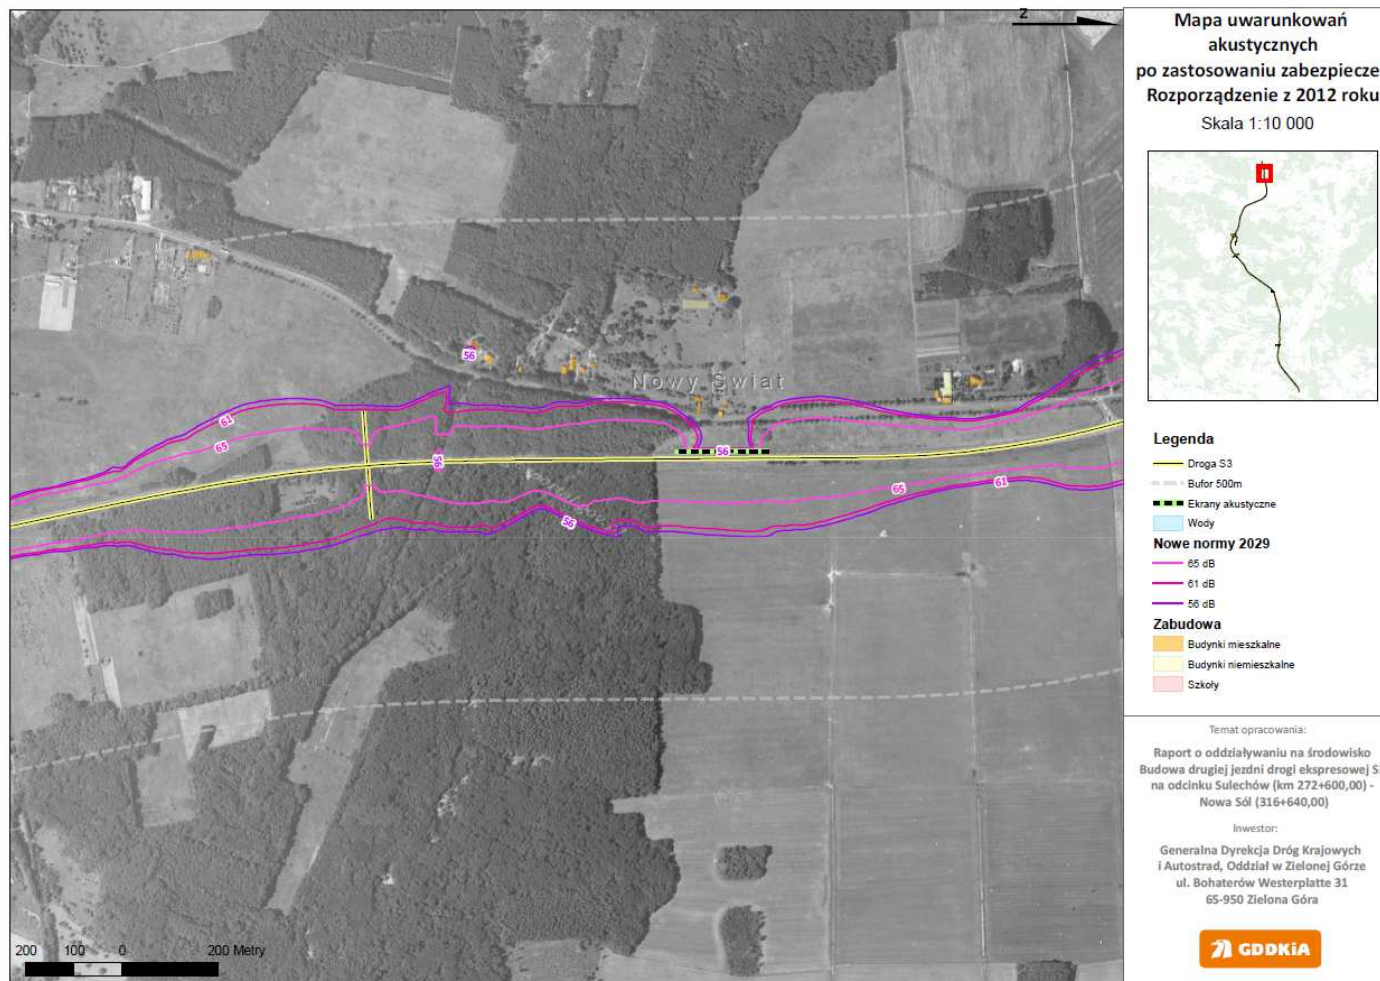 Z
Mapa uwarunkowań
akustycznych
po zastosowaniu zabezpiecze
Rozporządzenie z 2012 roku
Skala 1:10 000
61
65
56
Nowy Świat
56
56
65
61
56
Legenda
Droga S3
Bufor 500m
Ekrany akustyczne
Wody
Nowe normy 2029
65 dB
61 dB
56 dB
Zabudowa
Budynki mieszkalne
Budynki niemieszkalne
Szkoły
Temat opracowania:
Raport o oddziaływaniu na środowisko
Budowa drugiej jezdni drogi ekspresowej S
na odcinku Sulechów (km 272+600,00) -
Nowa Sól (316+640,00)
Inwestor:
Generalna Dyrekcja Dróg Krajowych
i Autostrad, Oddział w Zielonej Górze
ul. Bohaterów Westerplatte 31
65-950 Zielona Góra
GDDKiA
200 100 0 200 Metry